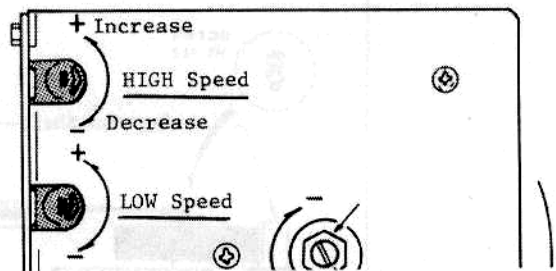 + Increase
HIGH Speed
- Decrease
+
LOW Speed
-
-